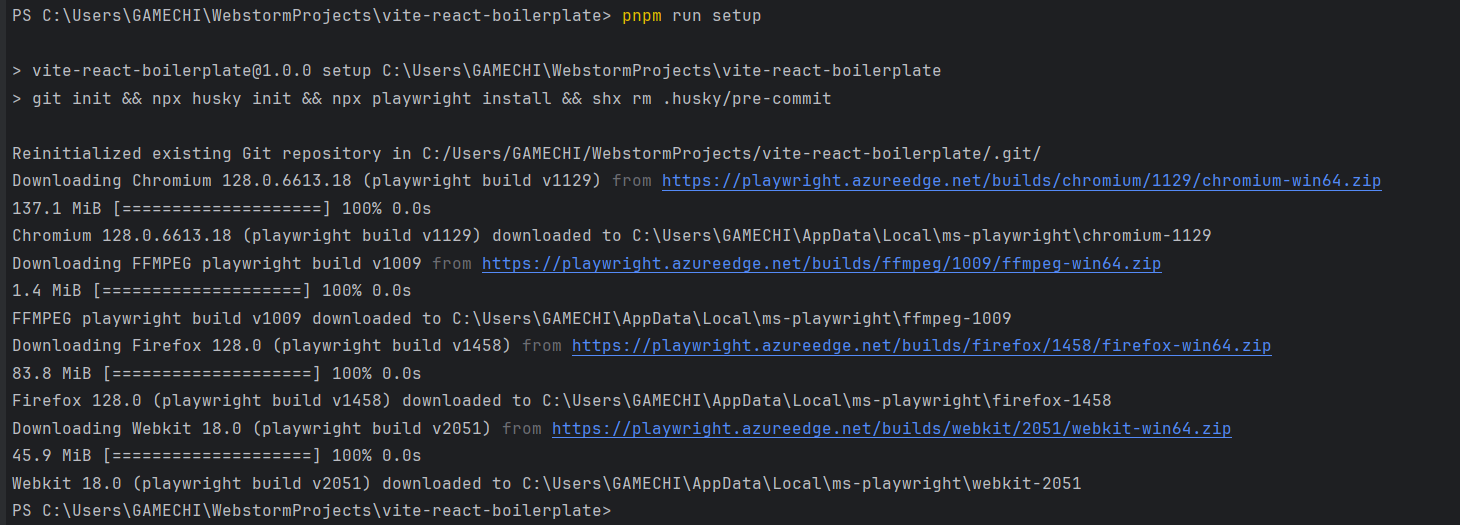 PS C:\Users\GAMECHI\WebstormProjects\vite-react-boilerplate> pnpm run setup
> vite-react-boilerplate@1.0.0 setup C:\Users\GAMECHI\WebstormProjects\vite-react-boilerplate
> git init && npx husky init && npx playwright install && shx rm .husky/pre-commit
Reinitialized existing Git repository in C:/Users/GAMECHI/WebstormProjects/vite-react-boilerplate/.git/
Downloading Chromium 128.0.6613.18 (playwright build v1129) from https://playwright.azureedge.net/builds/chromium/1129/chromium-win64.zip
137.1 MiB [====================] 100% 0.0s
Chromium 128.0.6613.18 (playwright build v1129) downloaded to C:\Users\GAMECHI\AppData\Local\ms-playwright\chromium-1129
Downloading FFMPEG playwright build v1009 from https://playwright.azureedge.net/builds/ffmpeg/1009/ffmpeg-win64.zip
1.4 MiB [====================] 100% 0.0s
FFMPEG playwright build v1009 downloaded to C:\Users\GAMECHI\AppData\Local\ms-playwright\ffmpeg-1009
Downloading Firefox 128.0 (playwright build v1458) from https://playwright.azureedge.net/builds/firefox/1458/firefox-win64.zip
83.8 MiB [====================] 100% 0.0s
Firefox 128.0 (playwright build v1458) downloaded to C:\Users\GAMECHI\AppData\Local\ms-playwright\firefox-1458
Downloading Webkit 18.0 (playwright build v2051) from https://playwright.azureedge.net/builds/webkit/2051/webkit-win64.zip
45.9 MiB [====================] 100% 0.0s
Webkit 18.0 (playwright build v2051) downloaded to C:\Users\GAMECHI\AppData\Local\ms-playwright\webkit-2051
PS C:\Users\GAMECHI\WebstormProjects\vite-react-boilerplate>